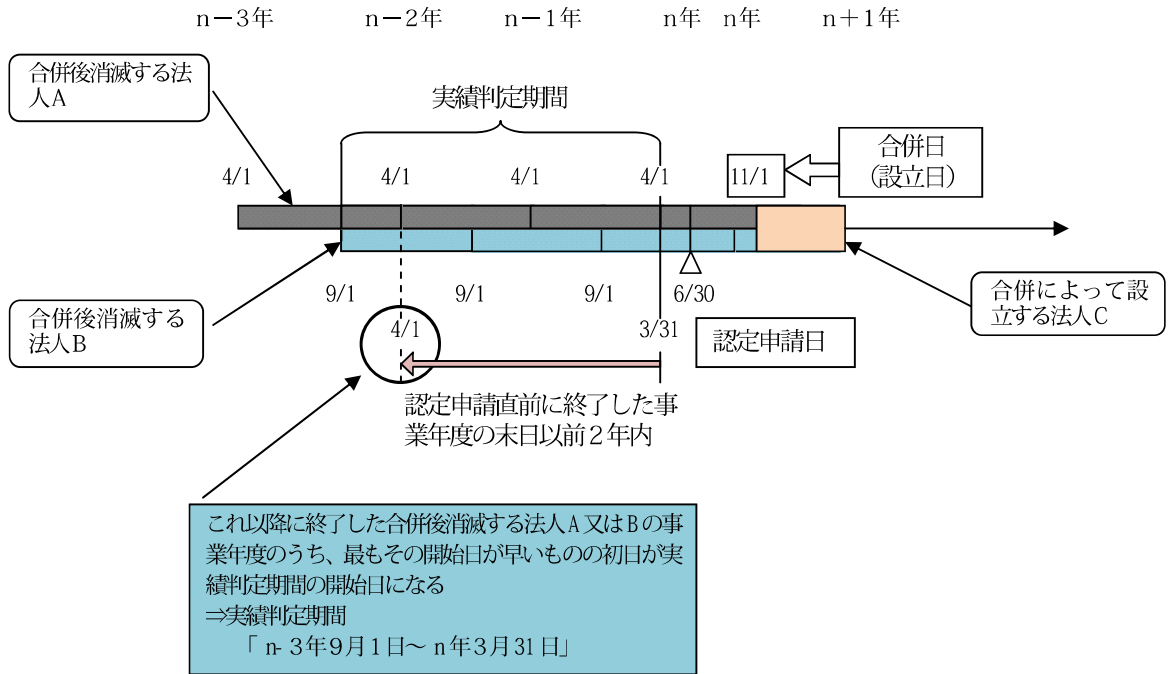 n－3年 n－2年 n－1年 n年 n年 n＋1年
合併後消滅する法
人A
実績判定期間
合併日
（設立日）
4/1 4/1 4/1 4/1 11/1
9/1 9/1 9/1 6/30
合併後消滅する
法人B
合併によって設
立する法人C
4/1 3/31
認定申請日
認定申請直前に終了した事
業年度の末日以前２年内
これ以降に終了した合併後消滅する法人A又はBの事
業年度のうち、最もその開始日が早いものの初日が実
績判定期間の開始日になる
⇒実績判定期間
「 n-３年９月１日～ n年３月31日」